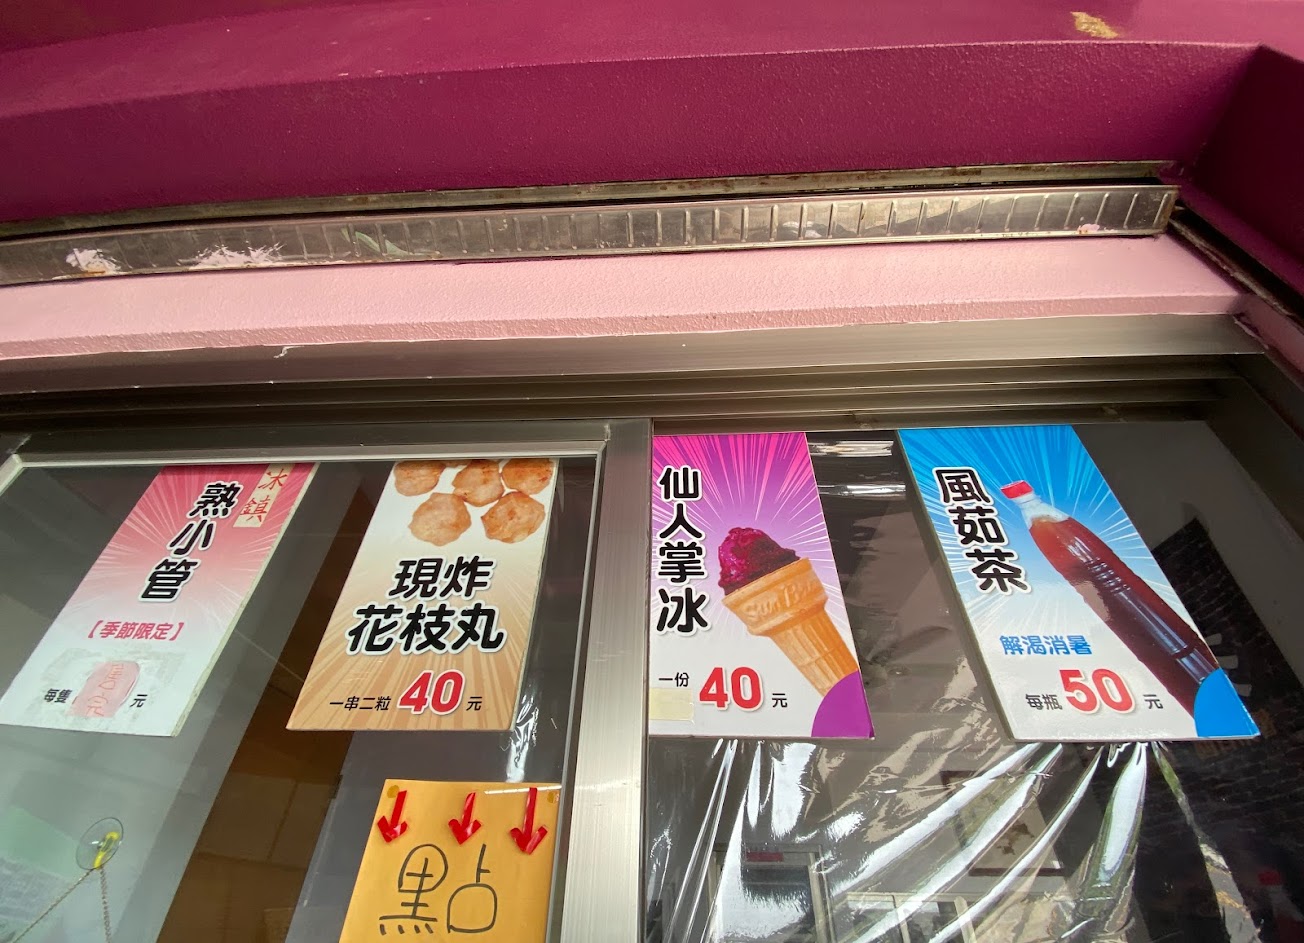 冰鎮
熟小管
【季節限定】
每隻 元
現炸
花枝丸
一串二粒 40 元
點
仙人掌冰
一份 40 元
風茹茶
解渴消暑
每瓶 50 元